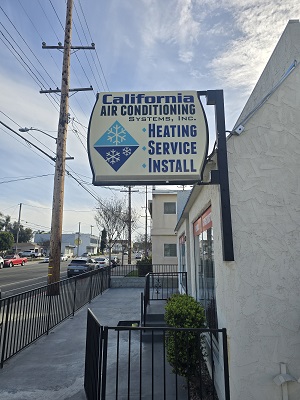 California
AIR CONDITIONING
SYSTEMS, INC.
• HEATING
• SERVICE
• INSTALL